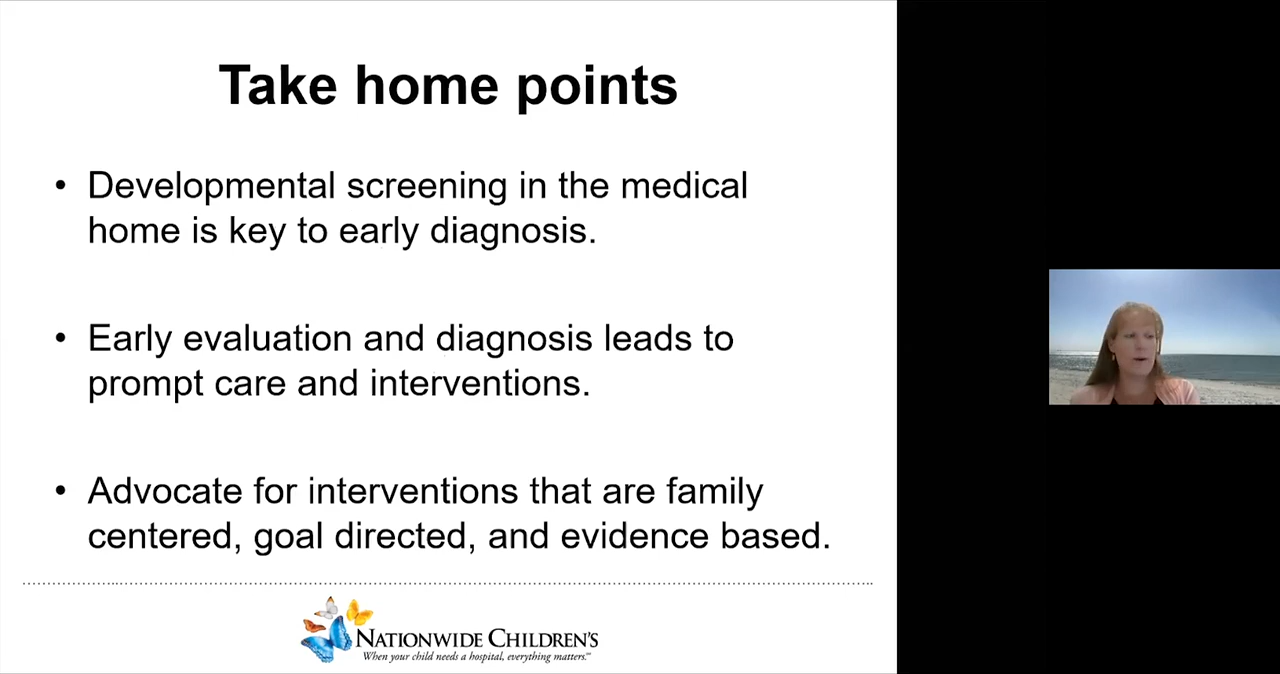 Take home points
• Developmental screening in the medical
home is key to early diagnosis.
• Early evaluation and diagnosis leads to
prompt care and interventions.
• Advocate for interventions that are family
centered, goal directed, and evidence based.
NATIONWIDE CHILDREN'S
When your child needs a hospital, everything matters.℠